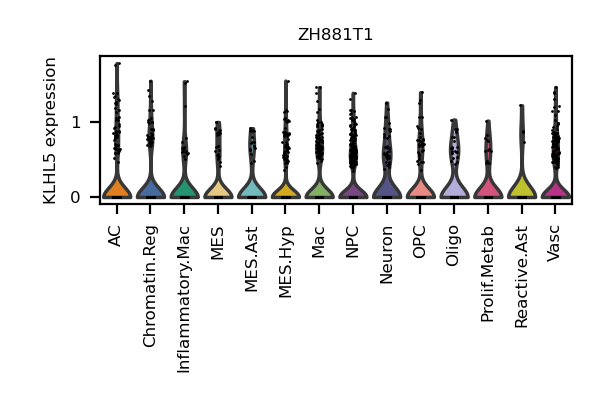 ZH881T1
KLHL5 expression
1
0
AC
Chromatin.Reg
Inflammatory.Mac
MES
MES.Ast
MES.Hyp
Mac
NPC
Neuron
OPC
Oligo
Prolif.Metab
Reactive.Ast
Vasc